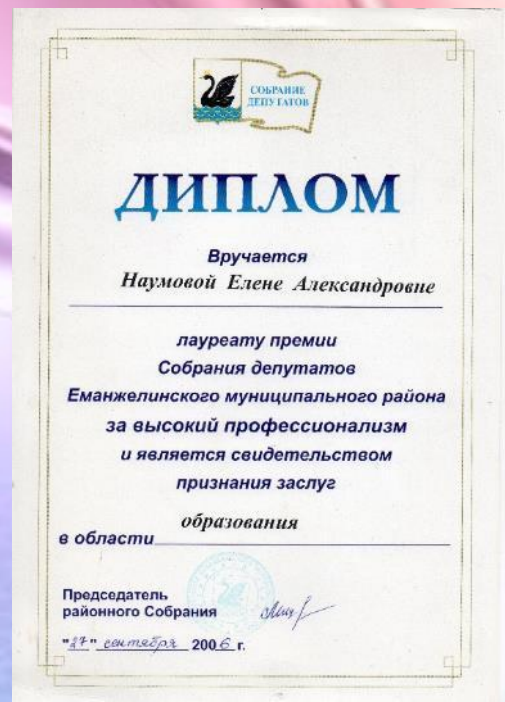 СОБРАНИЕ
ДЕПУТАТОВ
ДИПЛОМ
Вручается
Наумовой Елене Александровне
лауреату премии
Собрания депутатов
Еманжелинского муниципального района
за высокий профессионализм
и является свидетельством
признания заслуг
образования
в области
Председатель
районного Собрания
"27" сентября 2006 г.